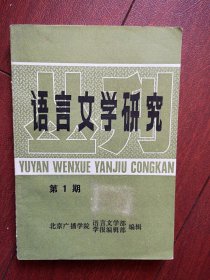 丛刊
语言文学研究
YUYAN WENXUE YANJIU CONGKAN
第1期
北京广播学院 语言文学部 学报编辑部 编辑